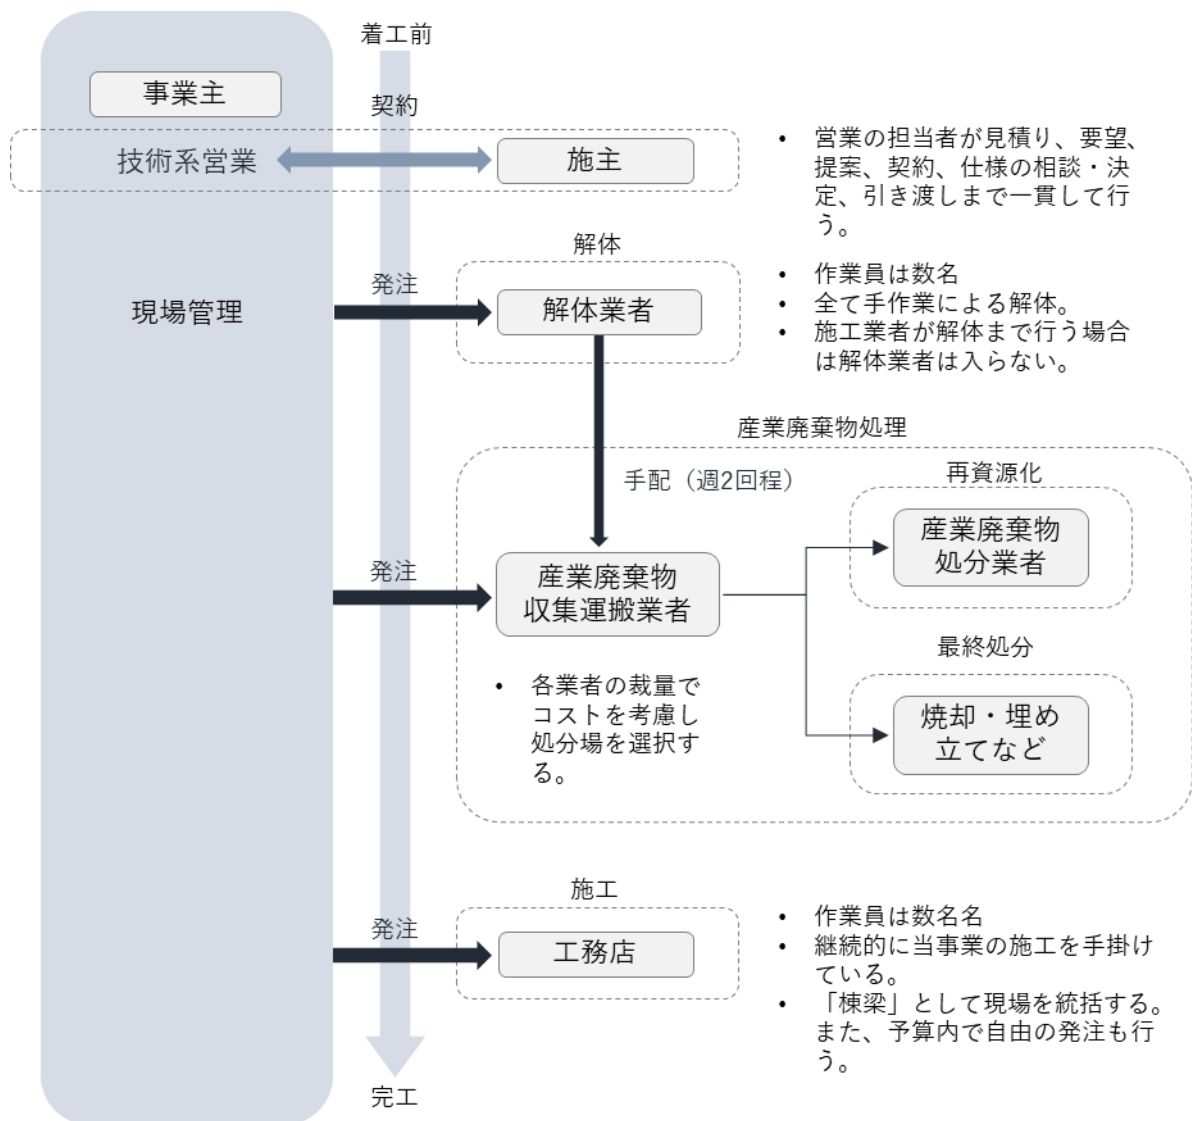 着工前
事業主
契約
技術系営業
施主
• 営業の担当者が見積り、要望、
提案、契約、仕様の相談・決
定、引き渡しまで一貫して行
う。
解体
現場管理
発注
解体業者
• 作業員は数名
• 全て手作業による解体。
• 施工業者が解体まで行う場合
は解体業者は入らない。
産業廃棄物処理
手配（週2回程）
再資源化
産業廃棄物
処分業者
発注
産業廃棄物
収集運搬業者
最終処分
焼却・埋め
立てなど
• 各業者の裁量で
コストを考慮し
処分場を選択す
る。
施工
発注
工務店
• 作業員は数名名
• 継続的に当事業の施工を手掛け
ている。
• 「棟梁」として現場を統括する。
また、予算内で自由の発注も行
う。
完工